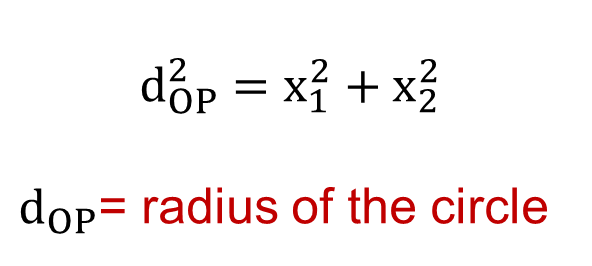 d²OP = x₁² + x₂²
dOP= radius of the circle